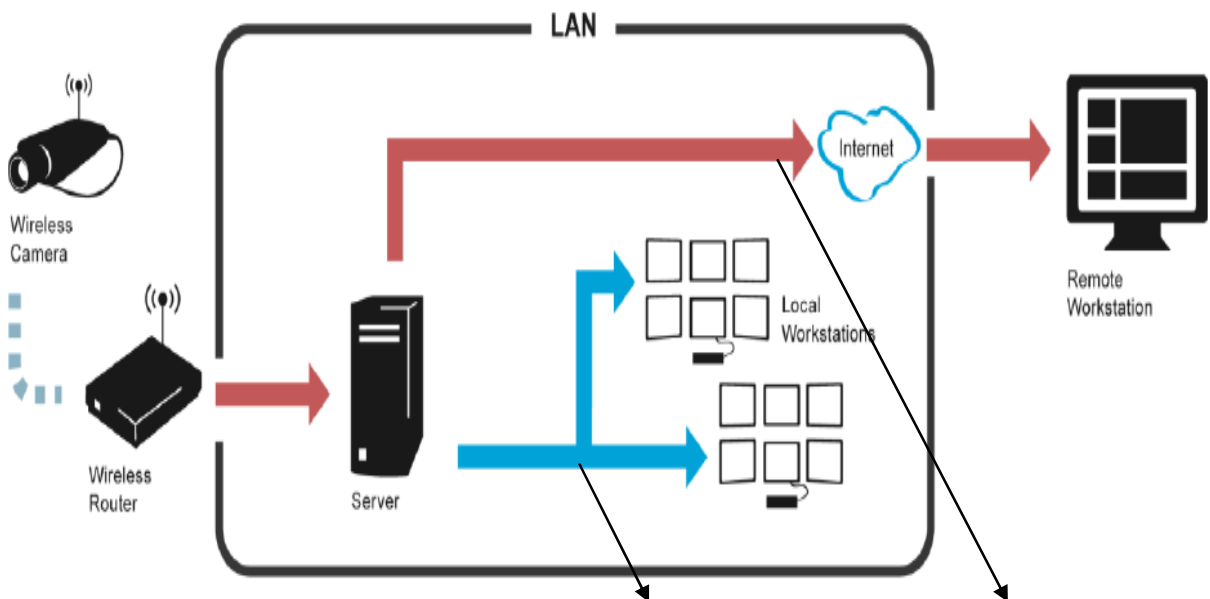 LAN
Wireless
Camera
Internet
Remote
Workstation
Local
Workstations
Wireless
Router
Server